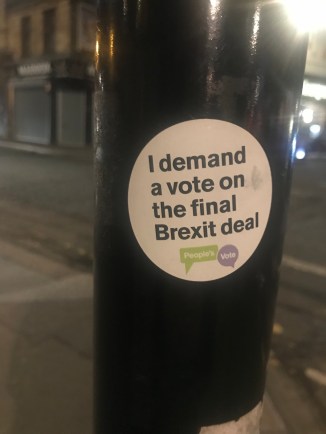 I demand
a vote on
the final
Brexit deal
People's Vote